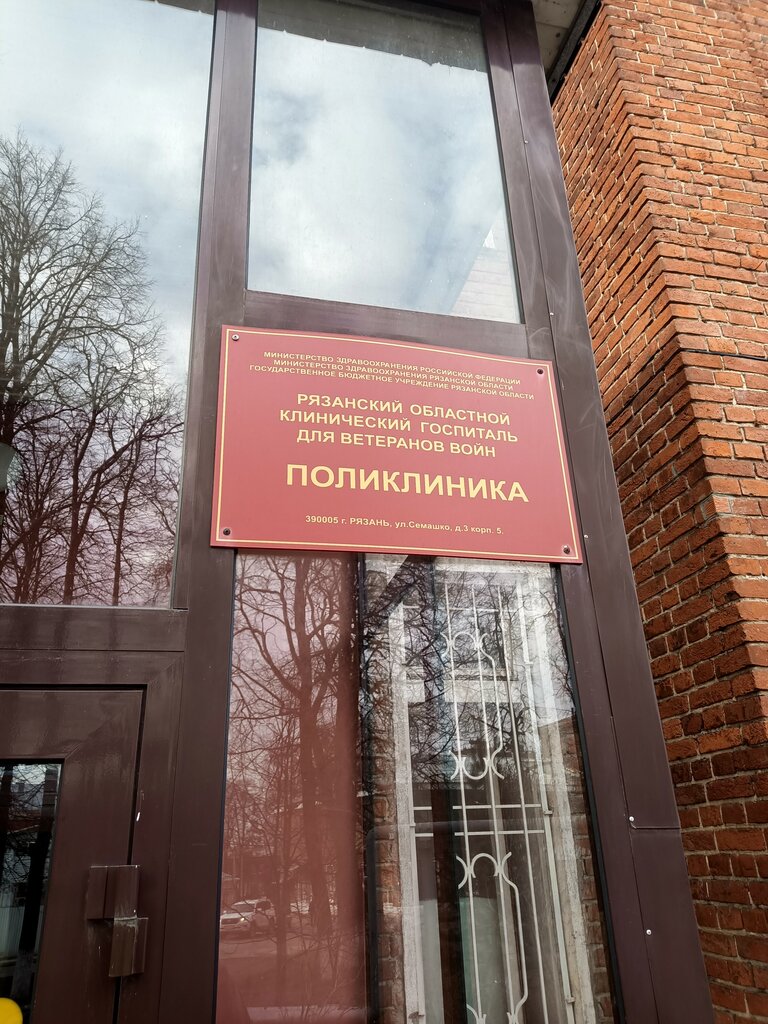 МИНИСТЕРСТВО ЗДРАВООХРАНЕНИЯ РОССИЙСКОЙ ФЕДЕРАЦИИ
МИНИСТЕРСТВО ЗДРАВООХРАНЕНИЯ РЯЗАНСКОЙ ОБЛАСТИ
ГОСУДАРСТВЕННОЕ БЮДЖЕТНОЕ УЧРЕЖДЕНИЕ РЯЗАНСКОЙ ОБЛАСТИ
РЯЗАНСКИЙ ОБЛАСТНОЙ
КЛИНИЧЕСКИЙ ГОСПИТАЛЬ
ДЛЯ ВЕТЕРАНОВ ВОЙН
ПОЛИКЛИНИКА
390005 г. РЯЗАНЬ, ул.Семашко, д.3 корп. 5.